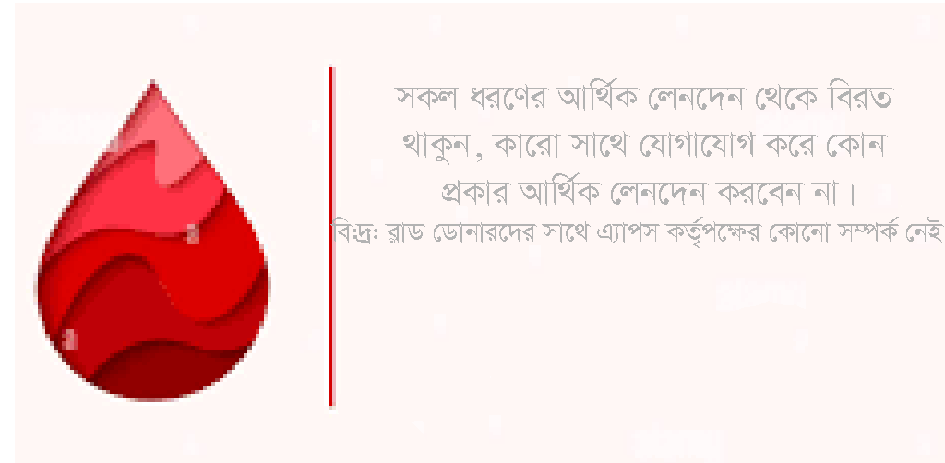 সকল ধরণের আর্থিক লেনদেন থেকে বিরত
থাকুন, কারো সাথে যোগাযোগ করে কোন
প্রকার আর্থিক লেনদেন করবেন না।
বি:দ্র: ব্লাড ডোনারদের সাথে এ্যাপস কর্তৃপক্ষের কোনো সম্পর্ক নেই